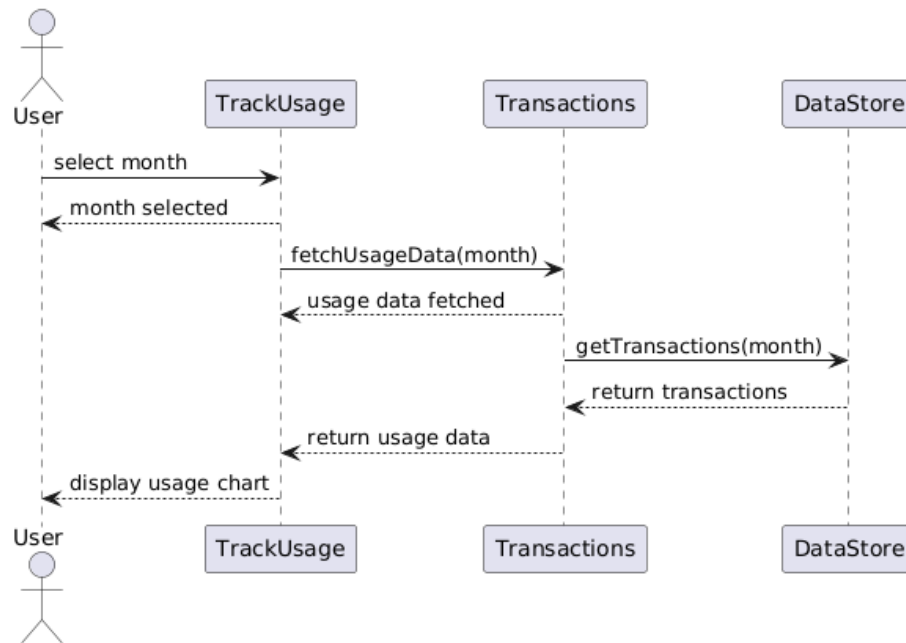 User
TrackUsage
Transactions
DataStore
select month
month selected
fetchUsageData(month)
usage data fetched
getTransactions(month)
return transactions
return usage data
display usage chart
User
TrackUsage
Transactions
DataStore